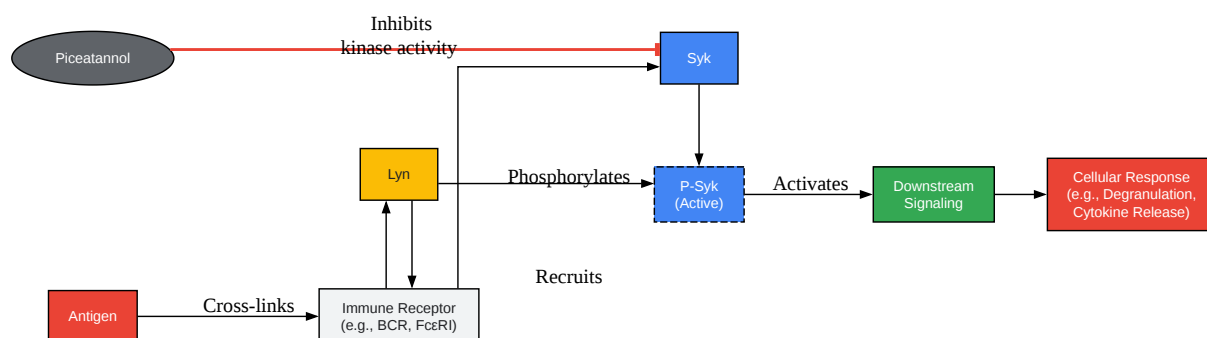 Inhibits
kinase activity
Piceatannol
Syk
Lyn
Phosphorylates
P-Syk
(Active)
Activates
Downstream
Signaling
Cellular Response
(e.g., Degranulation,
Cytokine Release)
Recruits
Antigen
Cross-links
Immune Receptor
(e.g., BCR, FcεRI)